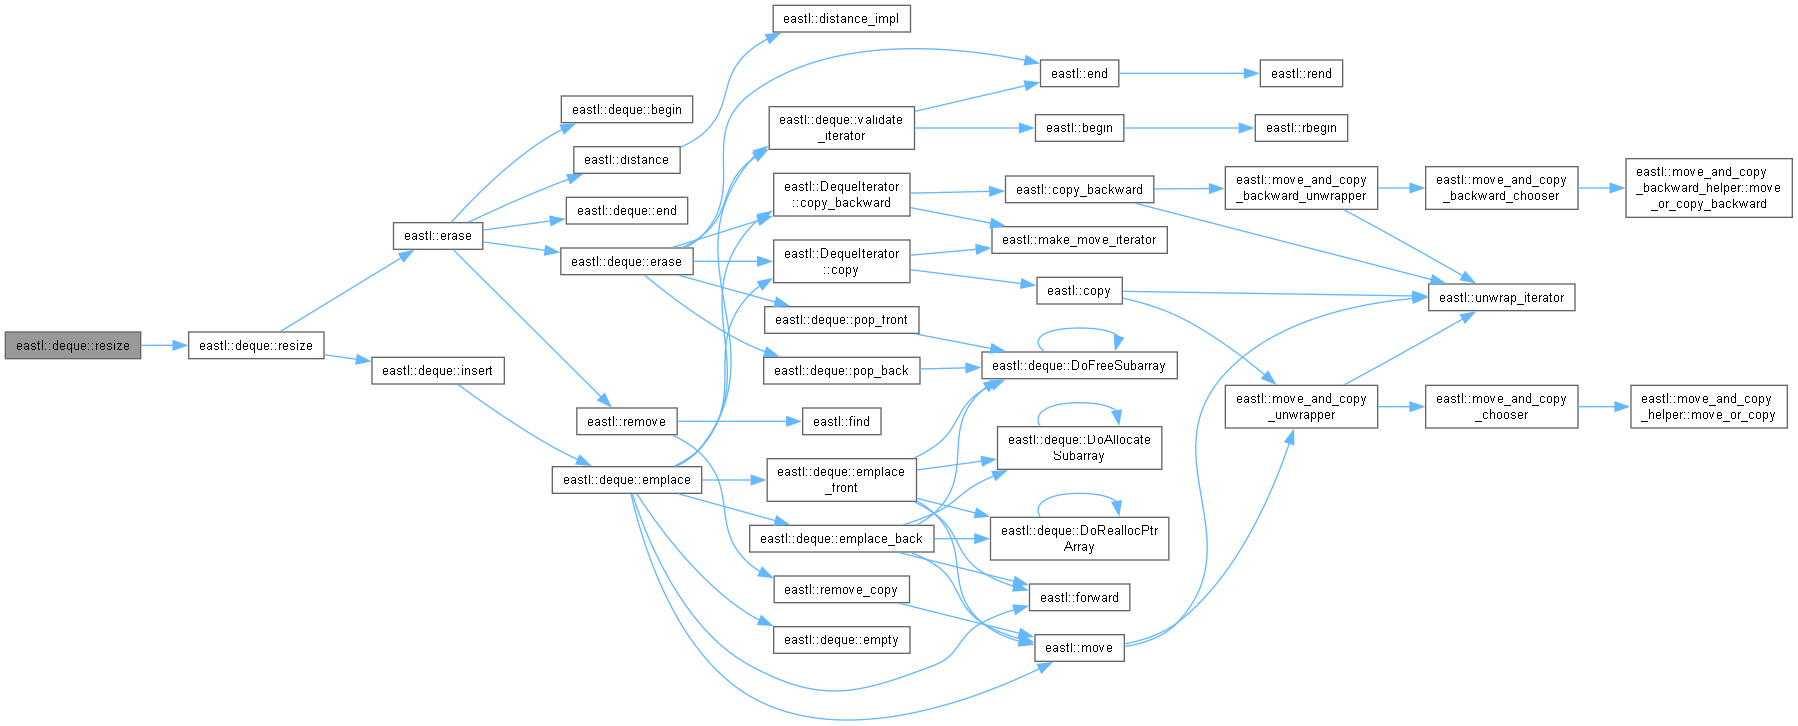 eastl::deque::resize
eastl::deque::resize
eastl::erase
eastl::deque::insert
eastl::deque::begin
eastl::distance
eastl::deque::end
eastl::deque::erase
eastl::remove
eastl::deque::emplace
eastl::distance_impl
eastl::deque::validate
_iterator
eastl::DequeIterator
::copy_backward
eastl::DequeIterator
::copy
eastl::deque::pop_front
eastl::deque::pop_back
eastl::find
eastl::deque::emplace
_front
eastl::deque::emplace_back
eastl::remove_copy
eastl::deque::empty
eastl::end
eastl::begin
eastl::copy_backward
eastl::make_move_iterator
eastl::copy
eastl::deque::DoFreeSubarray
eastl::deque::DoAllocate
Subarray
eastl::deque::DoReallocPtr
Array
eastl::forward
eastl::move
eastl::rend
eastl::rbegin
eastl::move_and_copy
_backward_unwrapper
eastl::move_and_copy
_unwrapper
eastl::move_and_copy
_backward_chooser
eastl::unwrap_iterator
eastl::move_and_copy
_chooser
eastl::move_and_copy
_backward_helper::move
_or_copy_backward
eastl::move_and_copy
_helper::move_or_copy